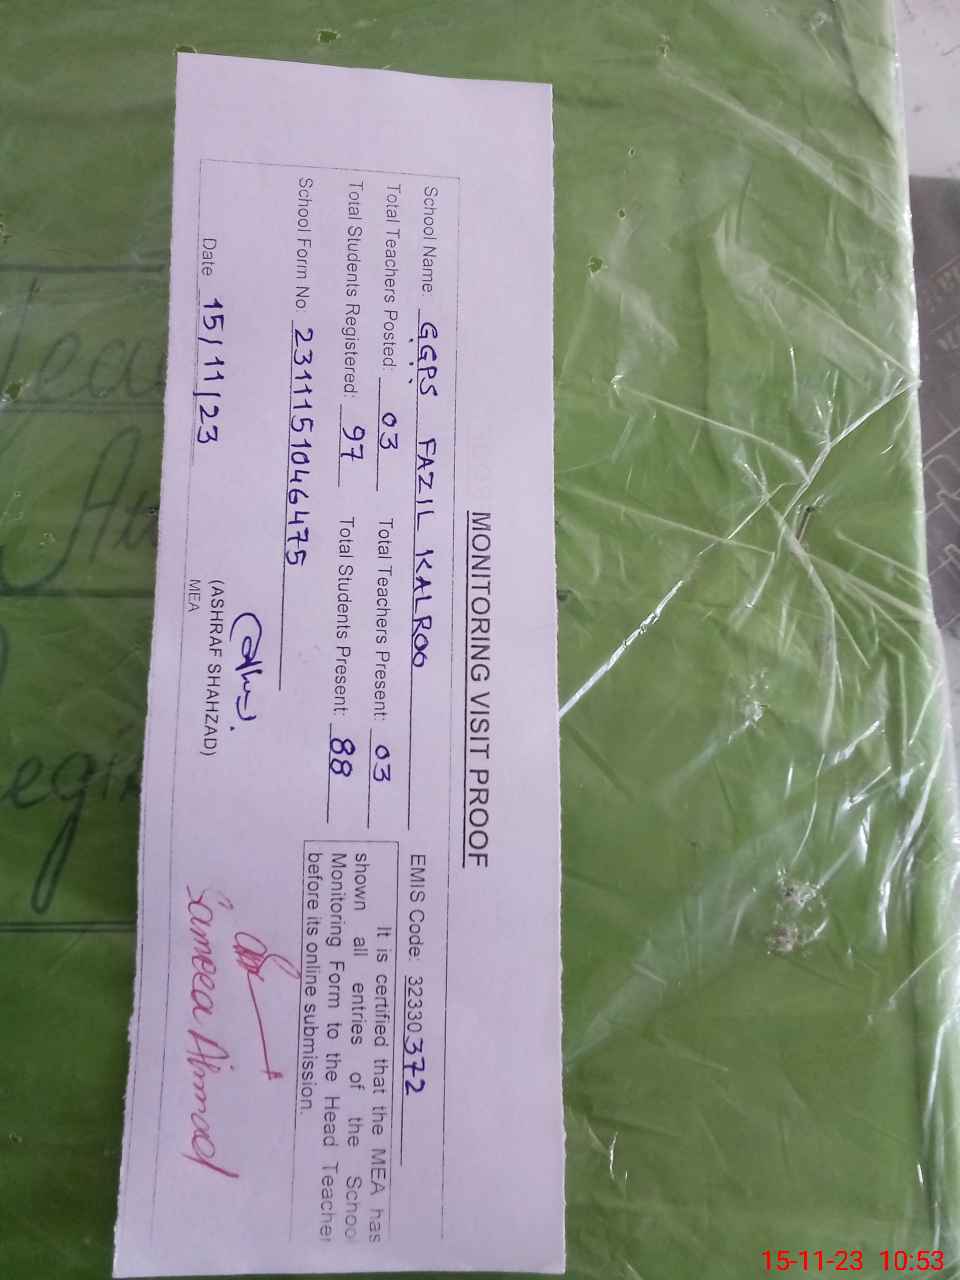 MONITORING VISIT PROOF
School Name: GGPS FAZIL KALROO EMIS Code: 32330372
Total Teachers Posted: 03 Total Teachers Present: 03
Total Students Registered: 97 Total Students Present: 88
School Form No: 2311151046475
It is certified that the MEA has
shown all entries of the School
Monitoring Form to the Head Teacher
before its online submission.
Date 15/11/23
(ASHRAF SHAHZAD)
MEA
Sameea Ahmad
15-11-23 10:53